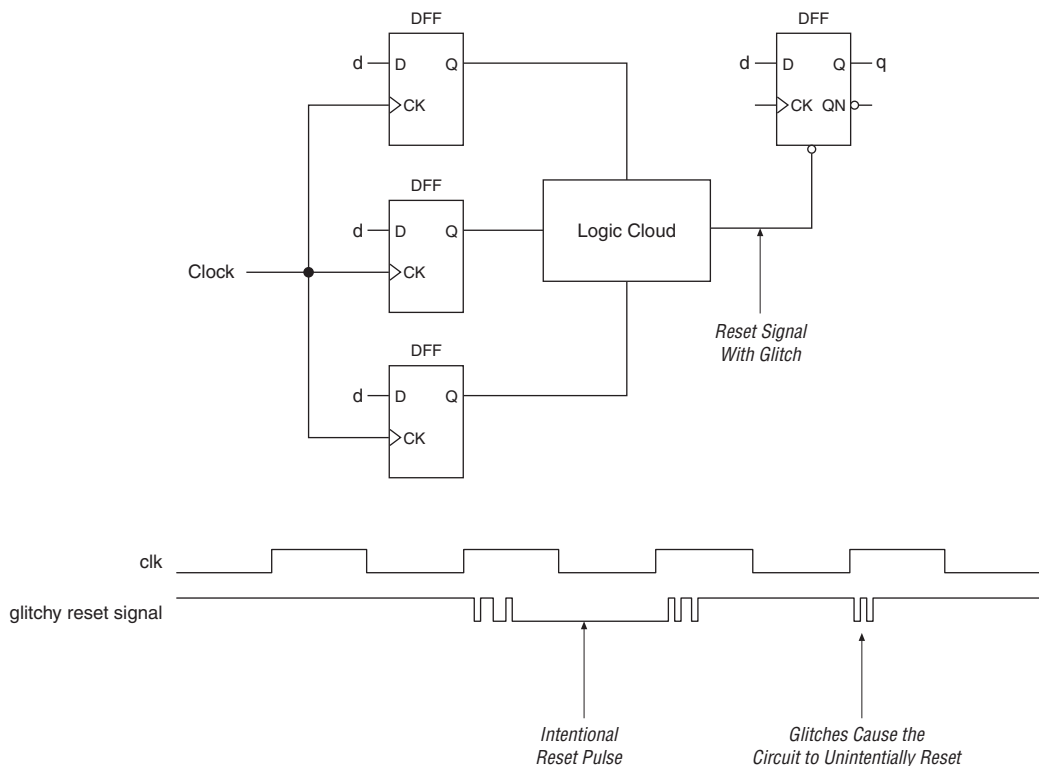 DFF
DFF
d
D
Q
d
D
Q
q
CK
CK
QN
DFF
d
D
Q
Logic Cloud
Clock
CK
Reset Signal
With Glitch
DFF
d
D
Q
CK
clk
glitchy reset signal
Intentional
Reset Pulse
Glitches Cause the
Circuit to Unintentially Reset